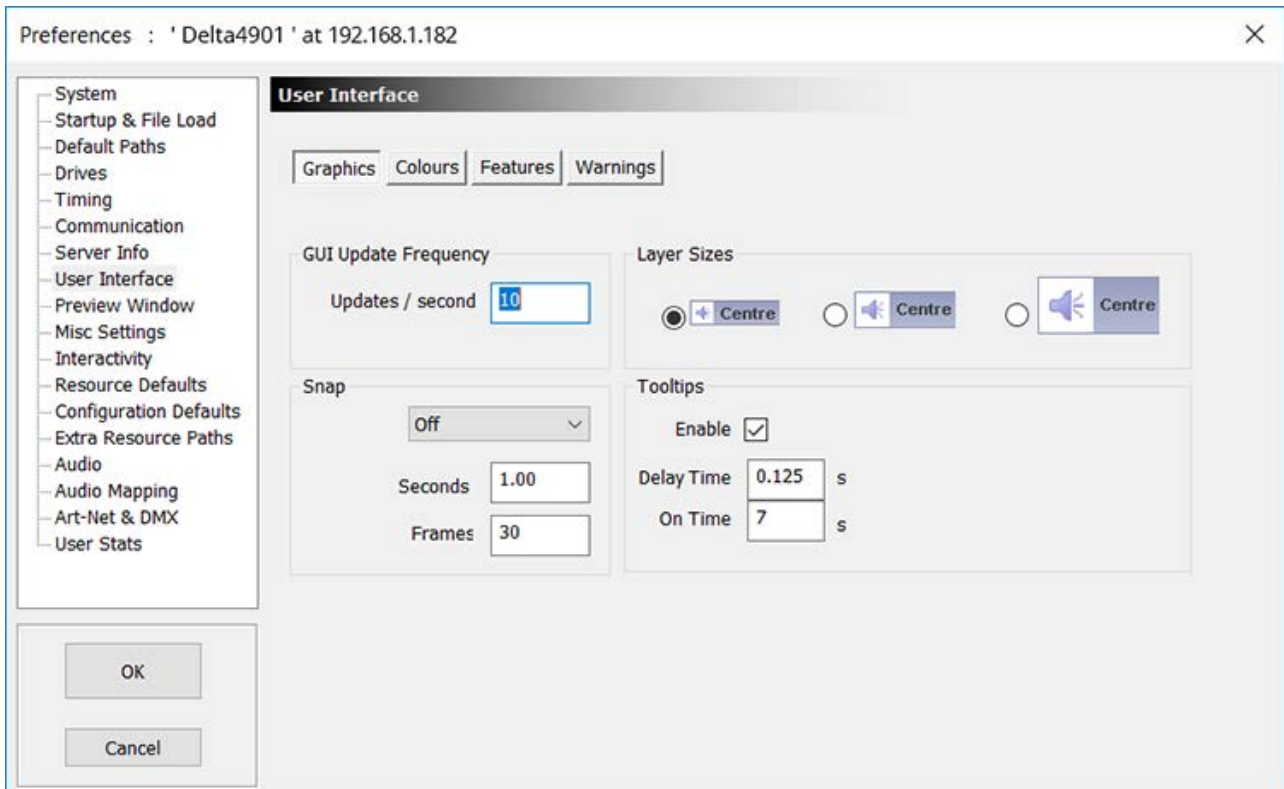 Preferences : ' Delta4901 ' at 192.168.1.182
System
Startup & File Load
Default Paths
Drives
Timing
Communication
Server Info
User Interface
Preview Window
Misc Settings
Interactivity
Resource Defaults
Configuration Defaults
Extra Resource Paths
Audio
Audio Mapping
Art-Net & DMX
User Stats
OK
Cancel
User Interface
Graphics Colours Features Warnings
GUI Update Frequency
Updates / second 10
Layer Sizes
Centre Centre Centre
Snap
Off
Seconds 1.00
Frames 30
Tooltips
Enable
Delay Time 0.125 s
On Time 7 s